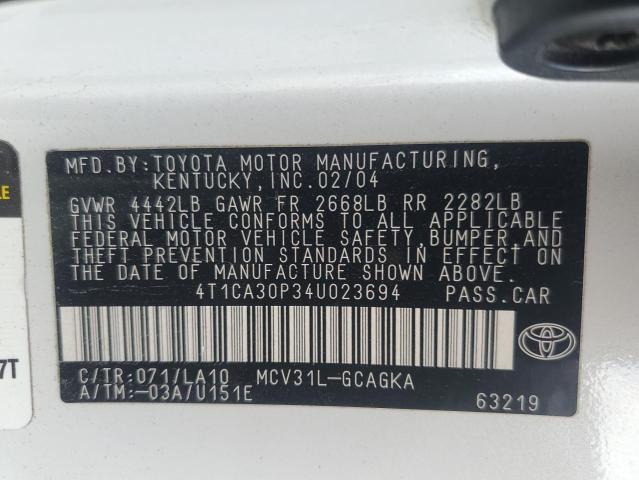 MFD.BY:TOYOTA MOTOR MANUFACTURING,
KENTUCKY,INC.02/04
GVWR 4442LB GAWR FR 2668LB RR 2282LB
THIS VEHICLE CONFORMS TO ALL APPLICABLE
FEDERAL MOTOR VEHICLE SAFETY,BUMPER,AND
THEFT PREVENTION STANDARDS IN EFFECT ON
THE DATE OF MANUFACTURE SHOWN ABOVE.
4T1CA30P34U023694 PASS.CAR
C/TR:071/LA10 MCV31L-GCAGKA
A/TM:-03A/U151E
63219
7T